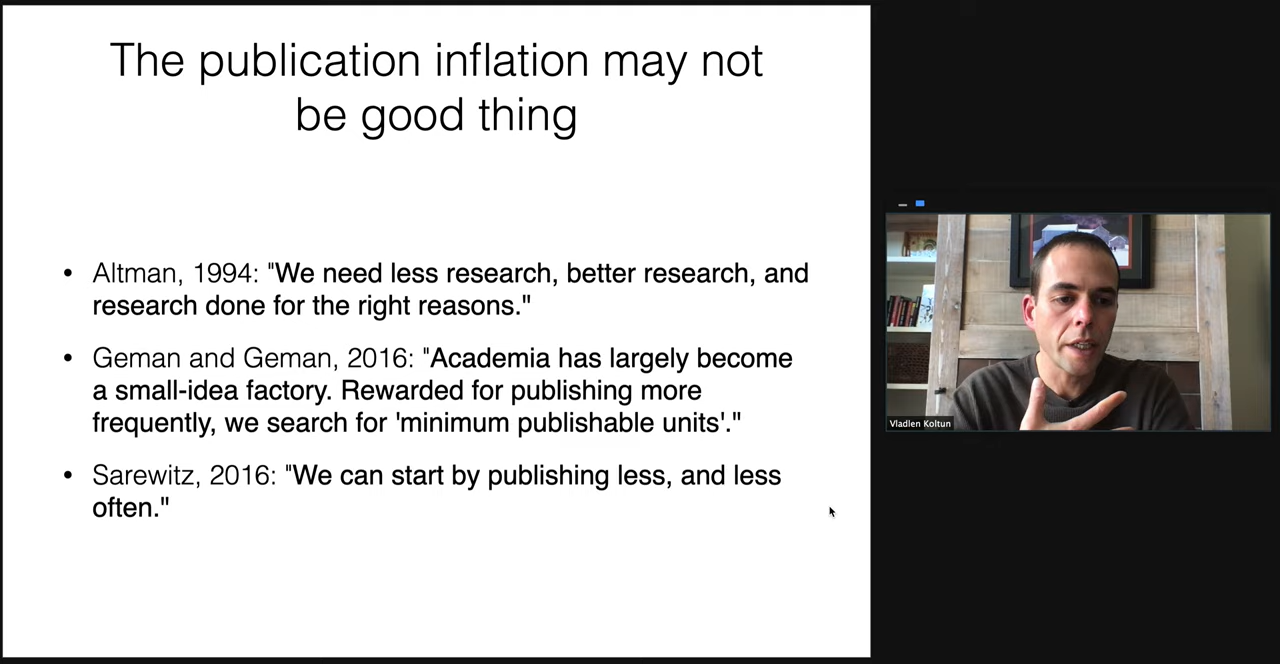 The publication inflation may not
be good thing
• Altman, 1994: "We need less research, better research, and
research done for the right reasons."
• Geman and Geman, 2016: "Academia has largely become
a small-idea factory. Rewarded for publishing more
frequently, we search for 'minimum publishable units'."
• Sarewitz, 2016: "We can start by publishing less, and less
often."
Vladlen Koltun